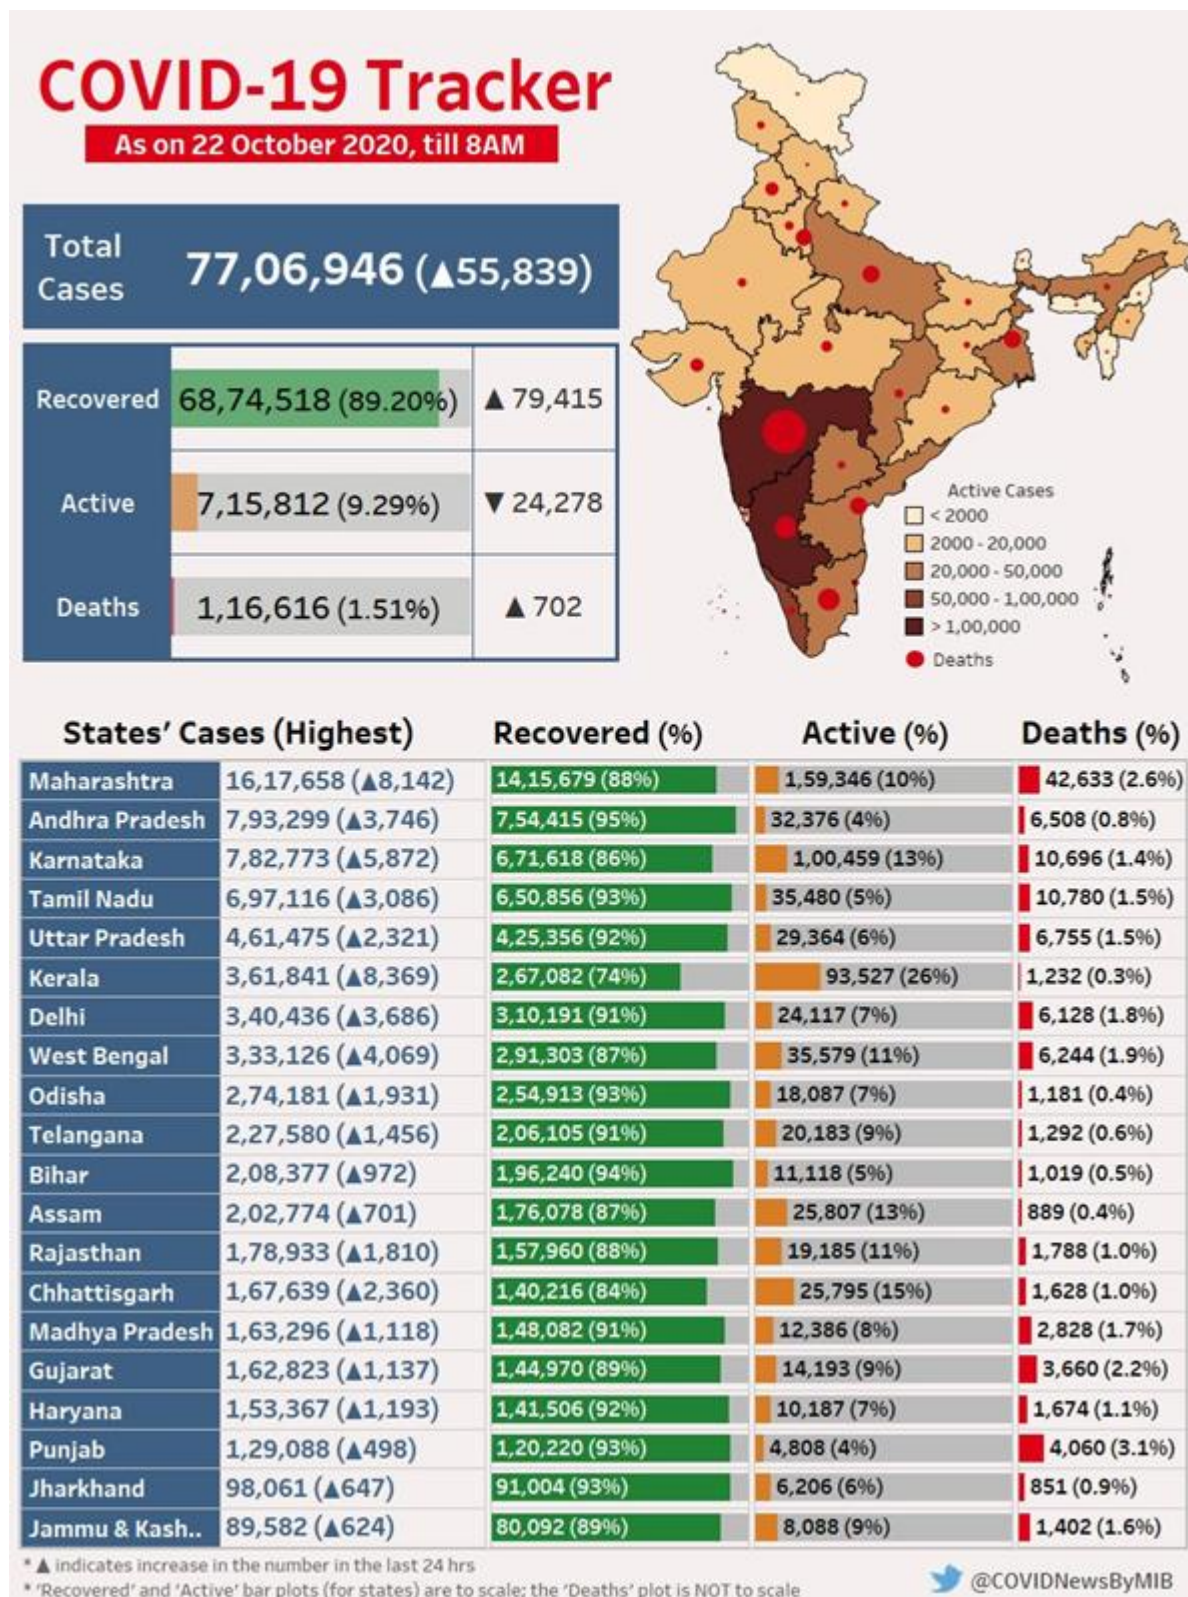 COVID-19 Tracker
As on 22 October 2020, till 8AM
Total Cases 77,06,946 (▲55,839)
Recovered 68,74,518 (89.20%) ▲ 79,415
Active 7,15,812 (9.29%) ▼ 24,278
Deaths 1,16,616 (1.51%) ▲ 702
Active Cases
< 2000
2000 - 20,000
20,000 - 50,000
50,000 - 1,00,000
> 1,00,000
Deaths
States' Cases (Highest) Recovered (%) Active (%) Deaths (%)
Maharashtra 16,17,658 (▲8,142) 14,15,679 (88%) 1,59,346 (10%) 42,633 (2.6%)
Andhra Pradesh 7,93,299 (▲3,746) 7,54,415 (95%) 32,376 (4%) 6,508 (0.8%)
Karnataka 7,82,773 (▲5,872) 6,71,618 (86%) 1,00,459 (13%) 10,696 (1.4%)
Tamil Nadu 6,97,116 (▲3,086) 6,50,856 (93%) 35,480 (5%) 10,780 (1.5%)
Uttar Pradesh 4,61,475 (▲2,321) 4,25,356 (92%) 29,364 (6%) 6,755 (1.5%)
Kerala 3,61,841 (▲8,369) 2,67,082 (74%) 93,527 (26%) 1,232 (0.3%)
Delhi 3,40,436 (▲3,686) 3,10,191 (91%) 24,117 (7%) 6,128 (1.8%)
West Bengal 3,33,126 (▲4,069) 2,91,303 (87%) 35,579 (11%) 6,244 (1.9%)
Odisha 2,74,181 (▲1,931) 2,54,913 (93%) 18,087 (7%) 1,181 (0.4%)
Telangana 2,27,580 (▲1,456) 2,06,105 (91%) 20,183 (9%) 1,292 (0.6%)
Bihar 2,08,377 (▲972) 1,96,240 (94%) 11,118 (5%) 1,019 (0.5%)
Assam 2,02,774 (▲701) 1,76,078 (87%) 25,807 (13%) 889 (0.4%)
Rajasthan 1,78,933 (▲1,810) 1,57,960 (88%) 19,185 (11%) 1,788 (1.0%)
Chhattisgarh 1,67,639 (▲2,360) 1,40,216 (84%) 25,795 (15%) 1,628 (1.0%)
Madhya Pradesh 1,63,296 (▲1,118) 1,48,082 (91%) 12,386 (8%) 2,828 (1.7%)
Gujarat 1,62,823 (▲1,137) 1,44,970 (89%) 14,193 (9%) 3,660 (2.2%)
Haryana 1,53,367 (▲1,193) 1,41,506 (92%) 10,187 (7%) 1,674 (1.1%)
Punjab 1,29,088 (▲498) 1,20,220 (93%) 4,808 (4%) 4,060 (3.1%)
Jharkhand 98,061 (▲647) 91,004 (93%) 6,206 (6%) 851 (0.9%)
Jammu & Kash.. 89,582 (▲624) 80,092 (89%) 8,088 (9%) 1,402 (1.6%)
* ▲ indicates increase in the number in the last 24 hrs
* 'Recovered' and 'Active' bar plots (for states) are to scale; the 'Deaths' plot is NOT to scale
@COVIDNewsByMIB